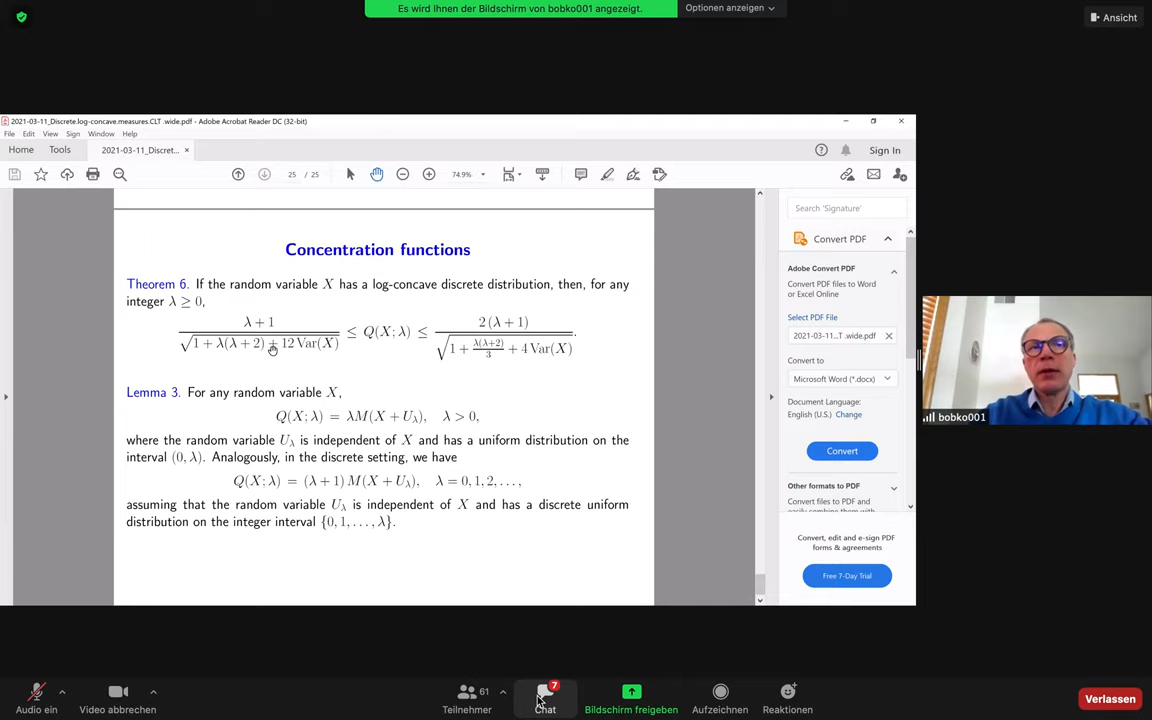 Es wird Ihnen der Bildschirm von bobko001 angezeigt.
Optionen anzeigen
Ansicht
2021-03-11_Discrete.log-concave.measures.CLT .wide.pdf - Adobe Acrobat Reader DC (32-bit)
File Edit View Sign Window Help
Home Tools 2021-03-11_Discret... ×
Sign In
25 / 25
74.9%
Search 'Signature'
Concentration functions
Convert PDF
Theorem 6. If the random variable X has a log-concave discrete distribution, then, for any
integer λ ≥ 0,
(λ + 1) / √(1 + λ(λ + 2) + 12 Var(X)) ≤ Q(X; λ) ≤ 2 (λ + 1) / √(1 + λ(λ+2)/3 + 4 Var(X)).
Lemma 3. For any random variable X,
Q(X; λ) = λM(X + Uλ), λ > 0,
where the random variable Uλ is independent of X and has a uniform distribution on the
interval (0, λ). Analogously, in the discrete setting, we have
Q(X; λ) = (λ + 1) M(X + Uλ), λ = 0, 1, 2, . . . ,
assuming that the random variable Uλ is independent of X and has a discrete uniform
distribution on the integer interval {0, 1, . . . , λ}.
Adobe Convert PDF
Convert PDF files to Word
or Excel Online
Select PDF File
2021-03-11...T .wide.pdf
Convert to
Microsoft Word (*.docx)
Document Language:
English (U.S.) Change
Convert
Other formats to PDF
Convert files to PDF and
easily combine them with
Convert, edit and e-sign PDF
forms & agreements
Free 7-Day Trial
bobko001
Audio ein
Video abbrechen
61
Teilnehmer
7
Chat
Bildschirm freigeben
Aufzeichnen
Reaktionen
Verlassen